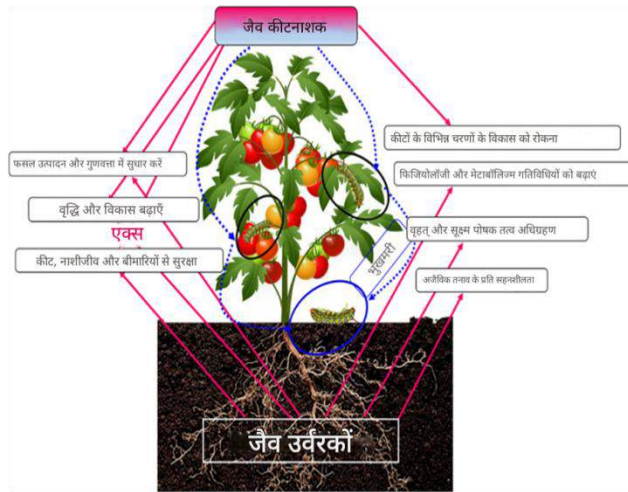 जैव कीटनाशक
कीटों के विभिन्न चरणों के विकास को रोकना
फसल उत्पादन और गुणवत्ता में सुधार करें
फिजियोलॉजी और मेटाबॉलिज्म गतिविधियों को बढ़ाएं
वृद्धि और विकास बढ़ाएँ
एक्स
वृहत् और सूक्ष्म पोषक तत्व अधिग्रहण
भुखमरी
कीट, नाशीजीव और बीमारियों से सुरक्षा
अजैविक तनाव के प्रति सहनशीलता
जैव उर्वरकों